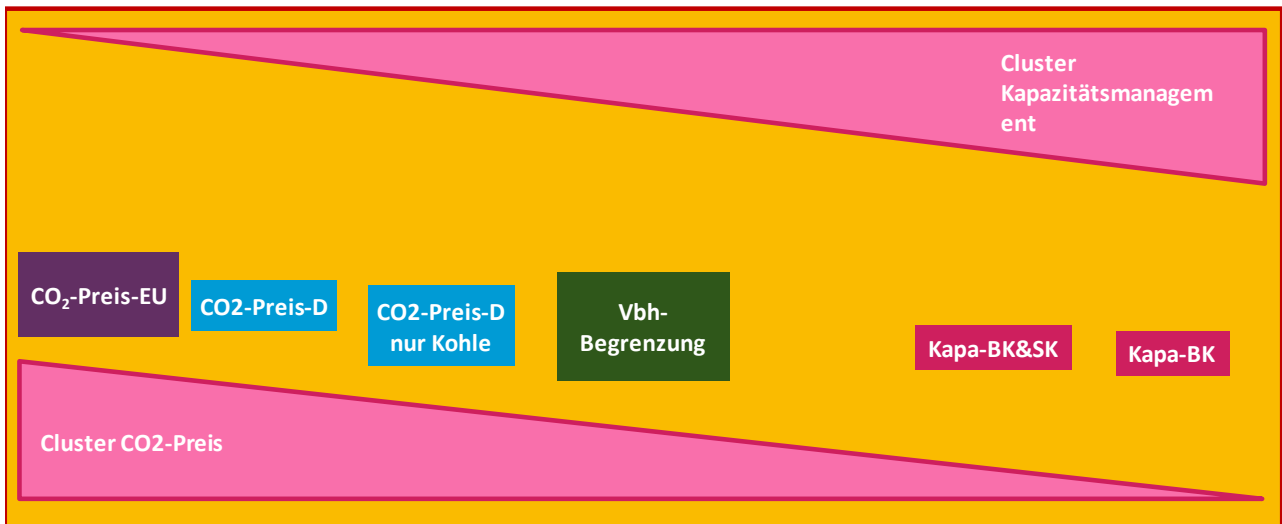 Cluster
Kapazitätsmanagem
ent
CO₂-Preis-EU
CO2-Preis-D
CO2-Preis-D
nur Kohle
Vbh-
Begrenzung
Kapa-BK&SK
Kapa-BK
Cluster CO2-Preis